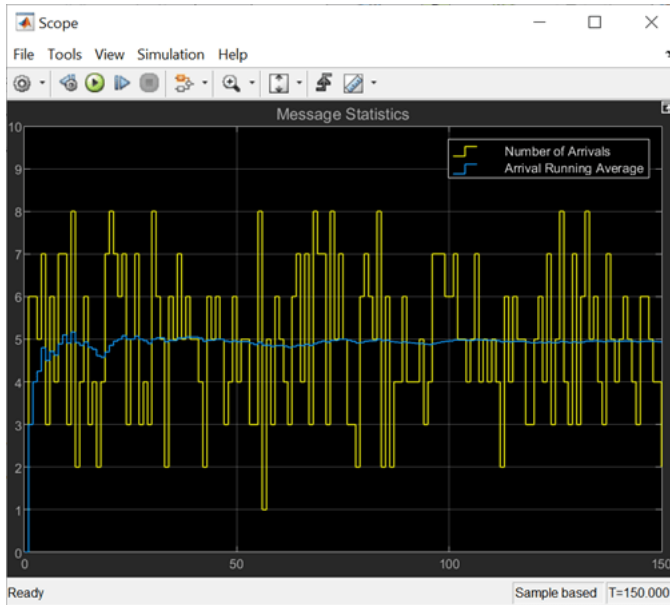 Scope
File Tools View Simulation Help
Message Statistics
10
9
8
7
6
5
4
3
2
1
0
Number of Arrivals
Arrival Running Average
0 50 100 150
Ready Sample based T=150.000